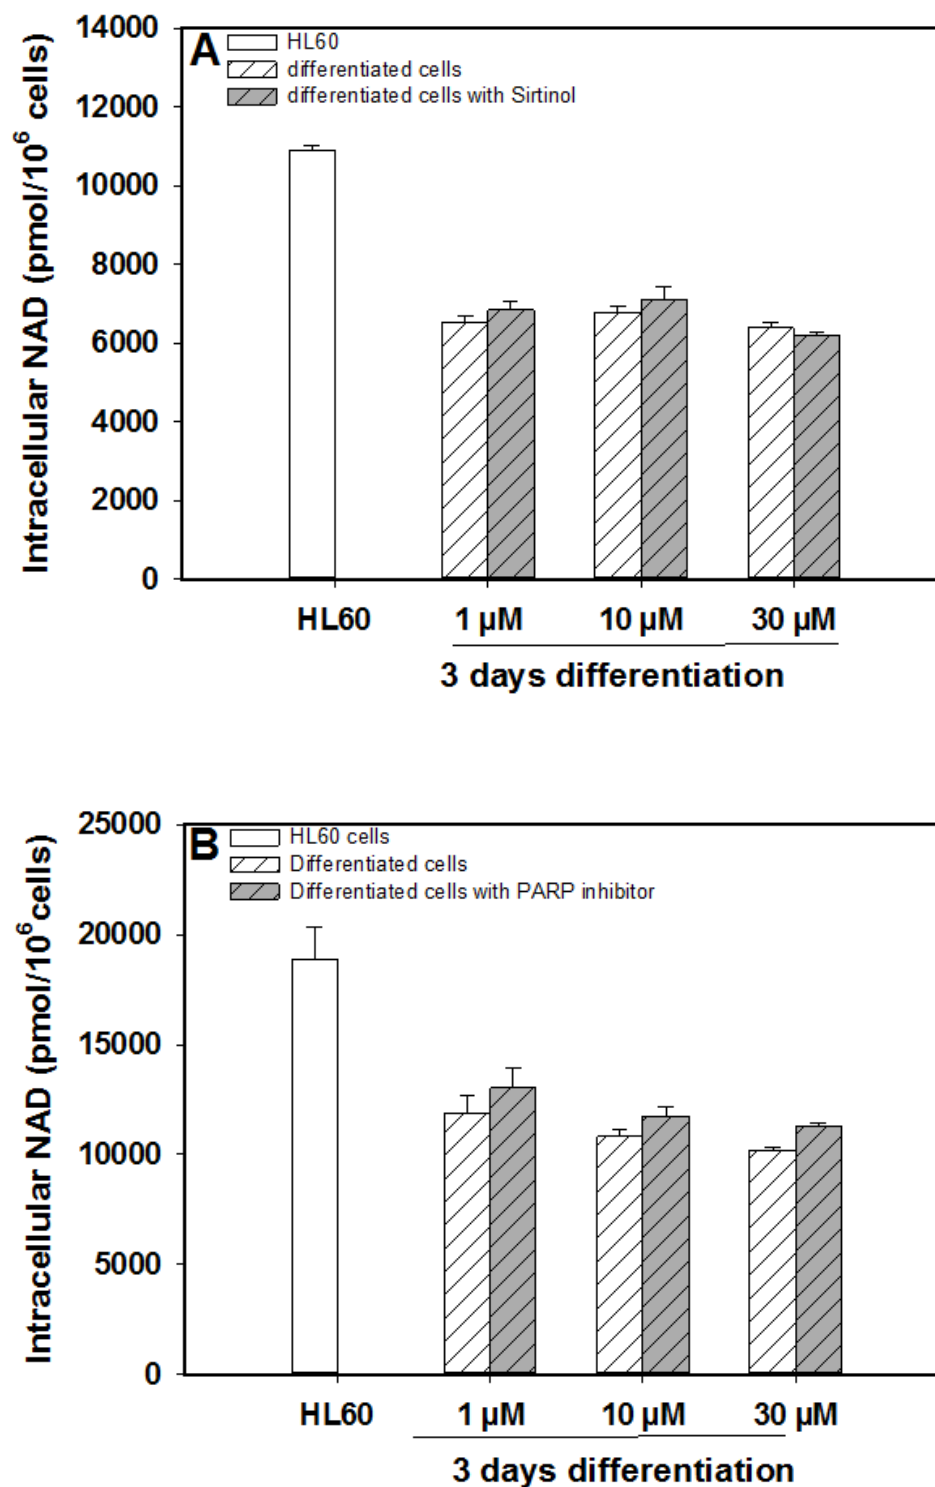 A
HL60
differentiated cells
differentiated cells with Sirtinol
Intracellular NAD (pmol/10⁶ cells)
14000
12000
10000
8000
6000
4000
2000
0
HL60 1 µM 10 µM 30 µM
3 days differentiation
B
HL60 cells
Differentiated cells
Differentiated cells with PARP inhibitor
Intracellular NAD (pmol/10⁶cells)
25000
20000
15000
10000
5000
0
HL60 1 µM 10 µM 30 µM
3 days differentiation